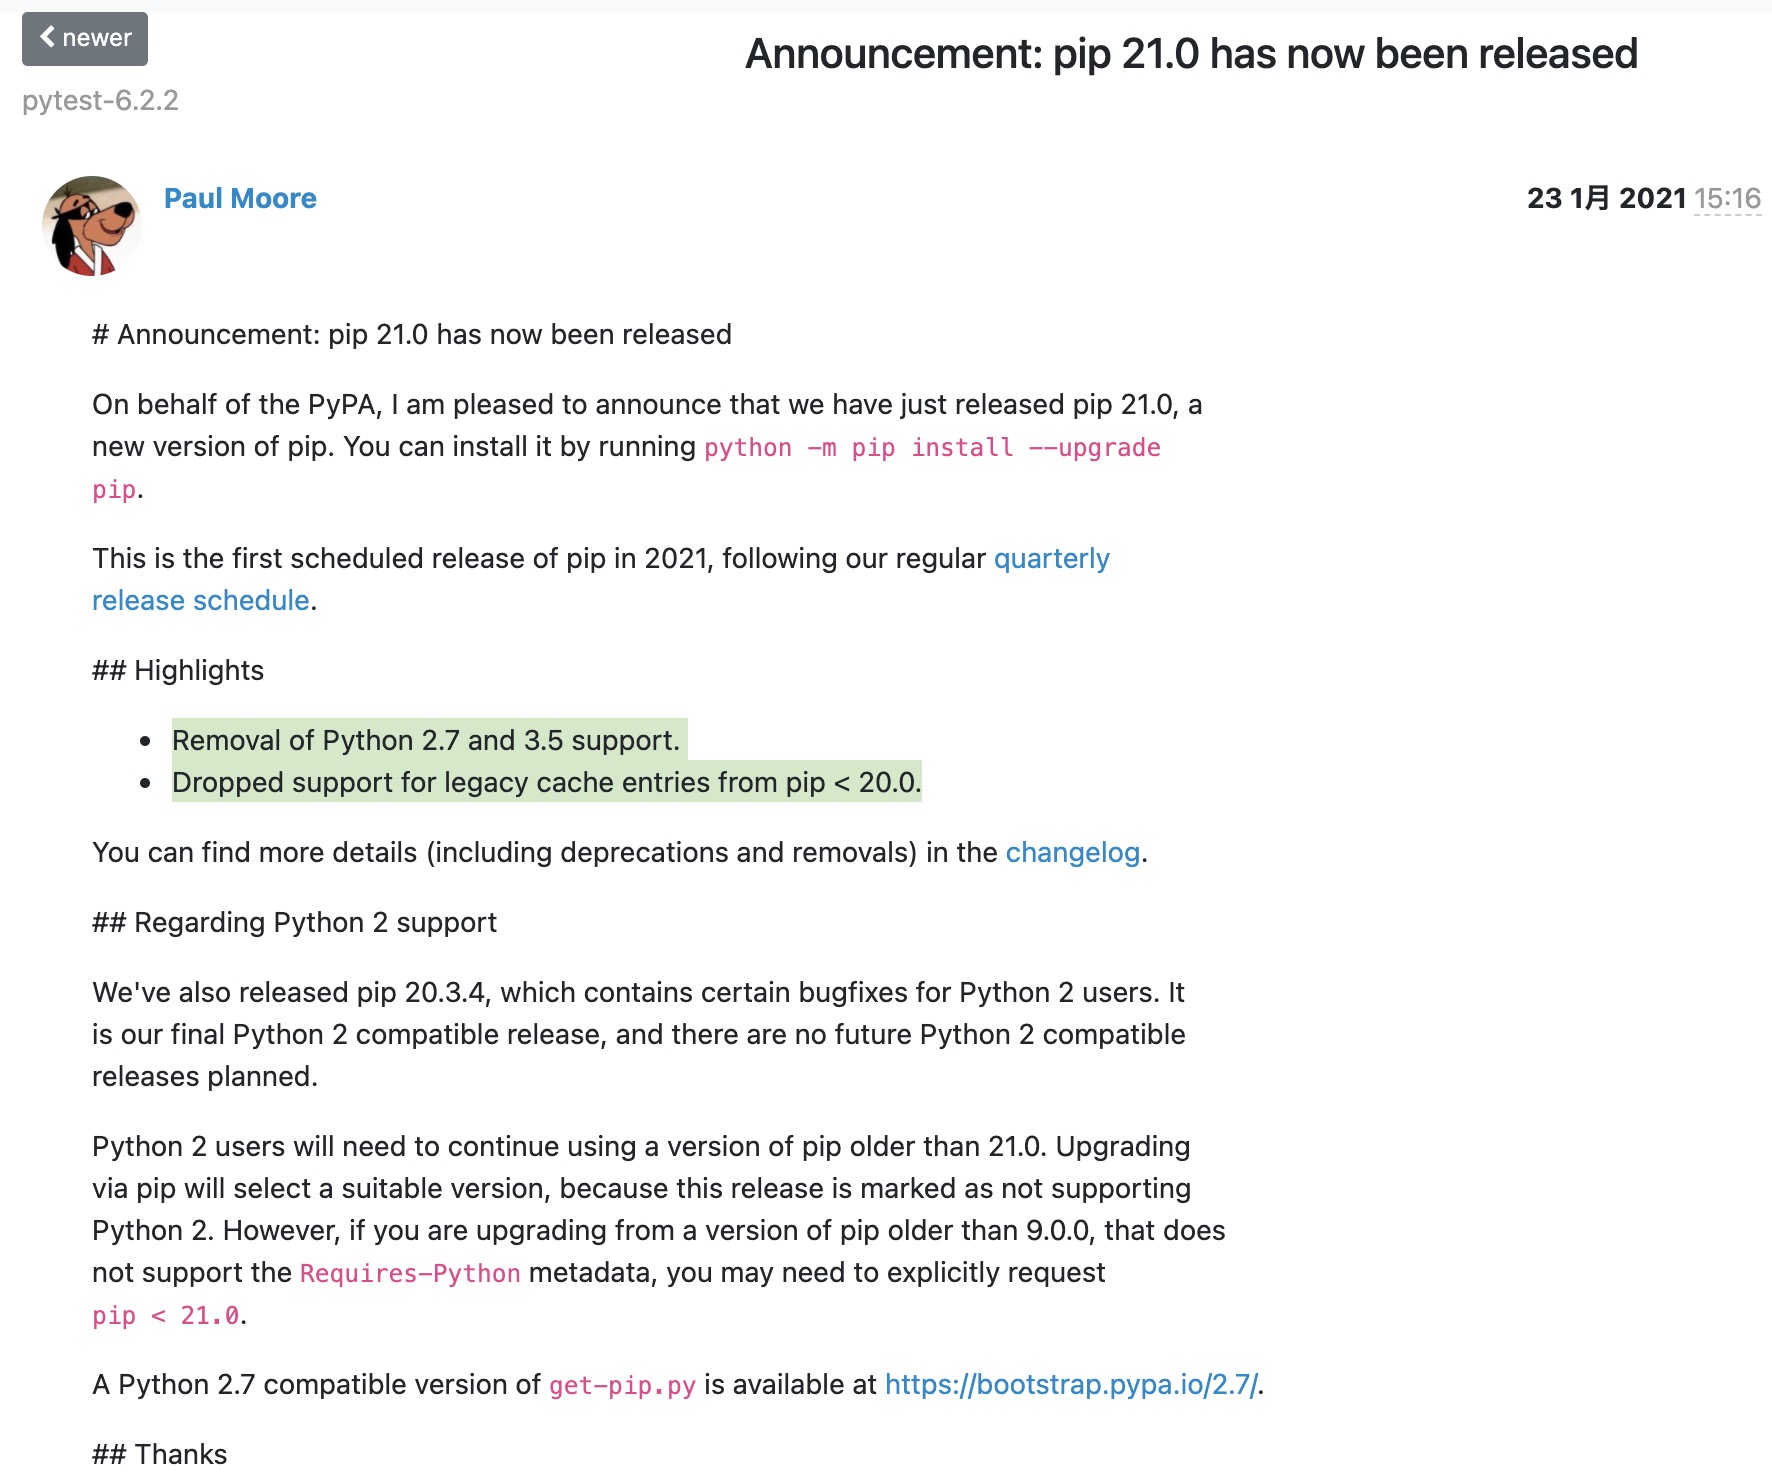 newer
Announcement: pip 21.0 has now been released
pytest-6.2.2
Paul Moore
23 1月 2021 15:16
# Announcement: pip 21.0 has now been released
On behalf of the PyPA, I am pleased to announce that we have just released pip 21.0, a
new version of pip. You can install it by running python -m pip install --upgrade
pip.
This is the first scheduled release of pip in 2021, following our regular quarterly
release schedule.
## Highlights
• Removal of Python 2.7 and 3.5 support.
• Dropped support for legacy cache entries from pip < 20.0.
You can find more details (including deprecations and removals) in the changelog.
## Regarding Python 2 support
We've also released pip 20.3.4, which contains certain bugfixes for Python 2 users. It
is our final Python 2 compatible release, and there are no future Python 2 compatible
releases planned.
Python 2 users will need to continue using a version of pip older than 21.0. Upgrading
via pip will select a suitable version, because this release is marked as not supporting
Python 2. However, if you are upgrading from a version of pip older than 9.0.0, that does
not support the Requires-Python metadata, you may need to explicitly request
pip < 21.0.
A Python 2.7 compatible version of get-pip.py is available at https://bootstrap.pypa.io/2.7/.
## Thanks